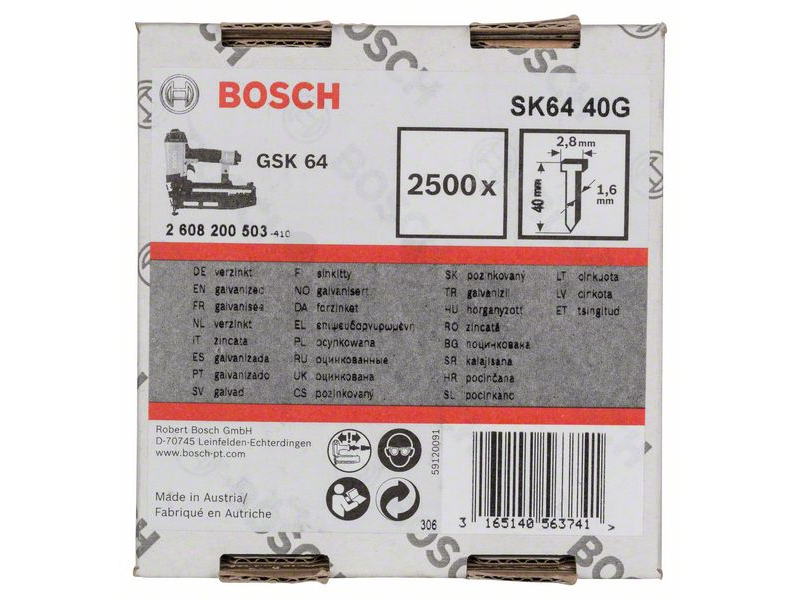 BOSCH
SK64 40G
GSK 64
2500x
2,8mm
40 mm
1,6 mm
2 608 200 503 -410
DE verzinkt
EN galvanized
FR galvanisée
NL verzinkt
IT zincata
ES galvanizada
PT galvanizado
SV galvad
F sinkitty
NO galvanisert
DA forzinket
EL επιψευδαργυρωμένη
PL ocynkowana
RU оцинкованные
UK оцинкована
CS pozinkovaný
SK pozinkovaný
TR galvanizli
HU horganyzott
RO zincată
BG поцинкована
SR kalajisana
HR pocinčana
SL pocinkano
LT cinkuota
LV cinkota
ET tsingitud
Robert Bosch GmbH
D-70745 Leinfelden-Echterdingen
www.bosch-pt.com
Made in Austria/
Fabriqué en Autriche
59120091
306
3 165140 563741 >
BOSCH